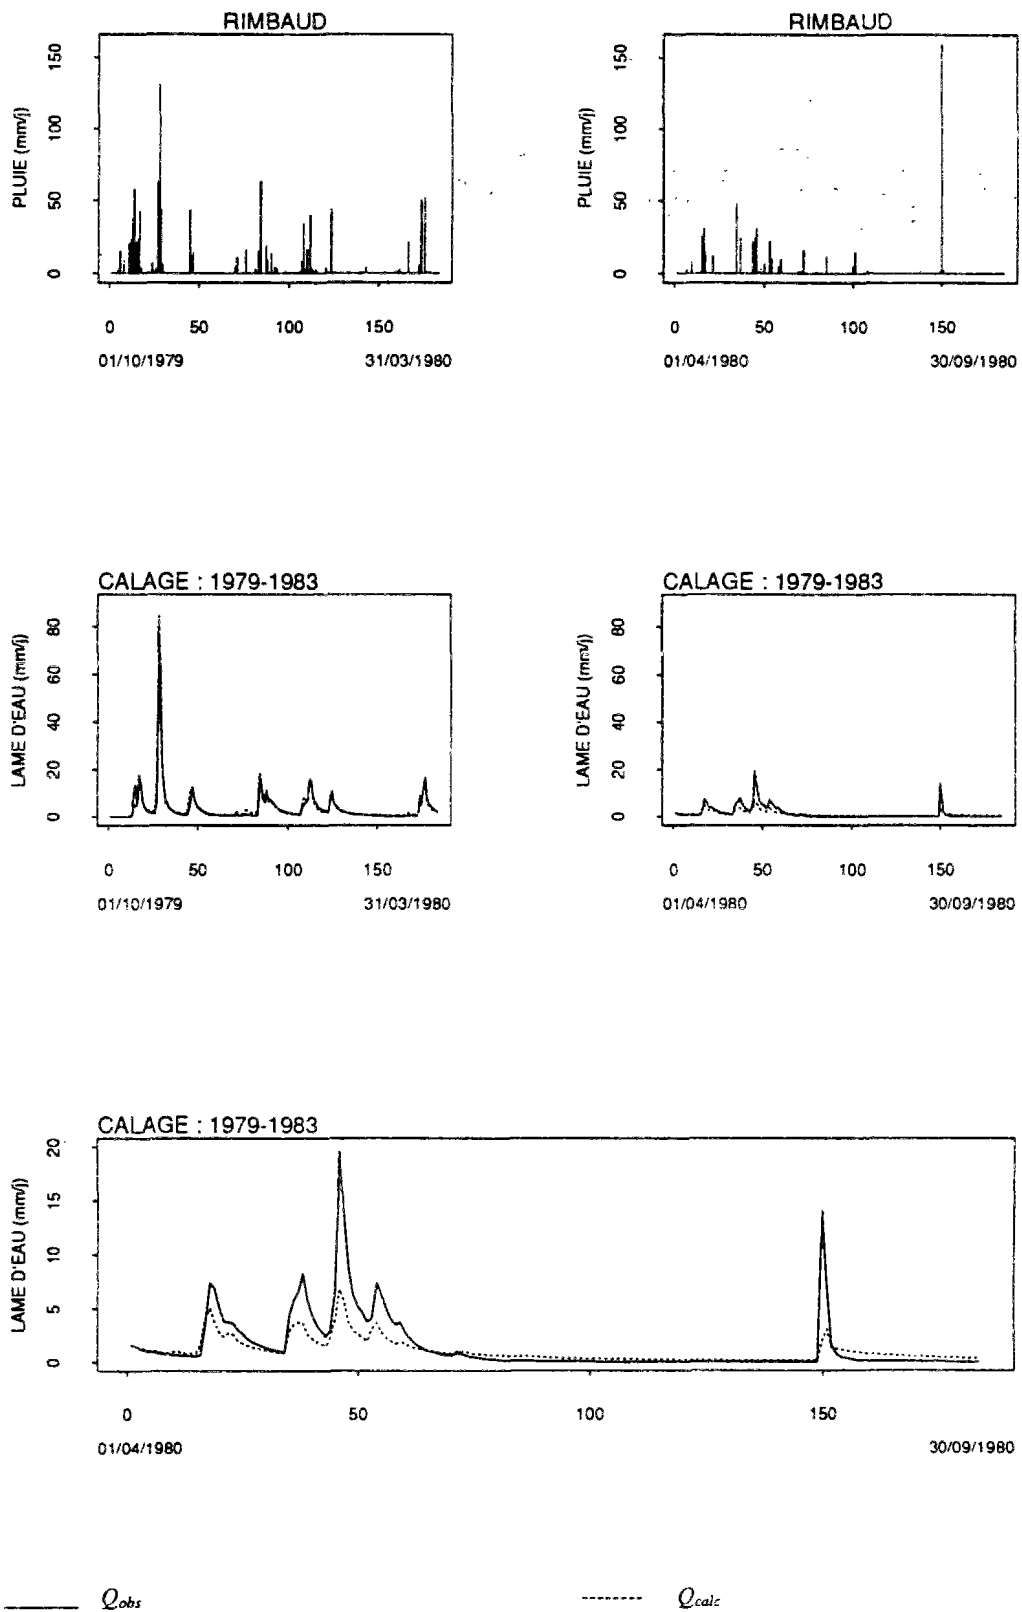 RIMBAUD
PLUIE (mm/j)
150
100
50
0
0 50 100 150
01/10/1979 31/03/1980
RIMBAUD
PLUIE (mm/j)
150
100
50
0
0 50 100 150
01/04/1980 30/09/1980
CALAGE : 1979-1983
LAME D'EAU (mm/j)
80
60
40
20
0
0 50 100 150
01/10/1979 31/03/1980
CALAGE : 1979-1983
LAME D'EAU (mm/j)
80
60
40
20
0
0 50 100 150
01/04/1980 30/09/1980
CALAGE : 1979-1983
LAME D'EAU (mm/j)
20
15
10
5
0
0 50 100 150
01/04/1980 30/09/1980
Qobs Qcalc